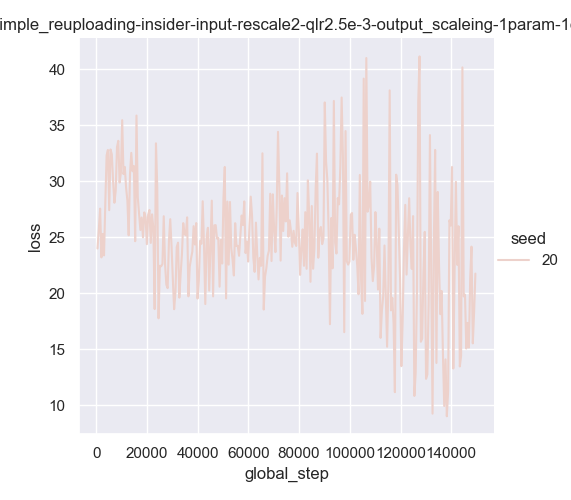 imple_reuploading-insider-input-rescale2-qlr2.5e-3-output_scaleing-1param-1
40
35
30
25
20
15
10
loss
0 20000 40000 60000 80000 100000 120000 140000
global_step
seed
20